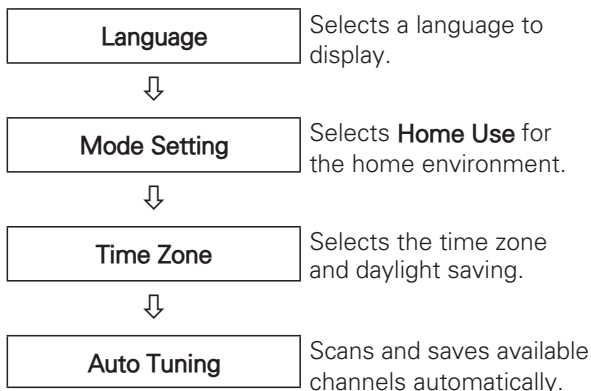 Language
Selects a language to
display.
⇩
Mode Setting
Selects Home Use for
the home environment.
⇩
Time Zone
Selects the time zone
and daylight saving.
⇩
Auto Tuning
Scans and saves available
channels automatically.